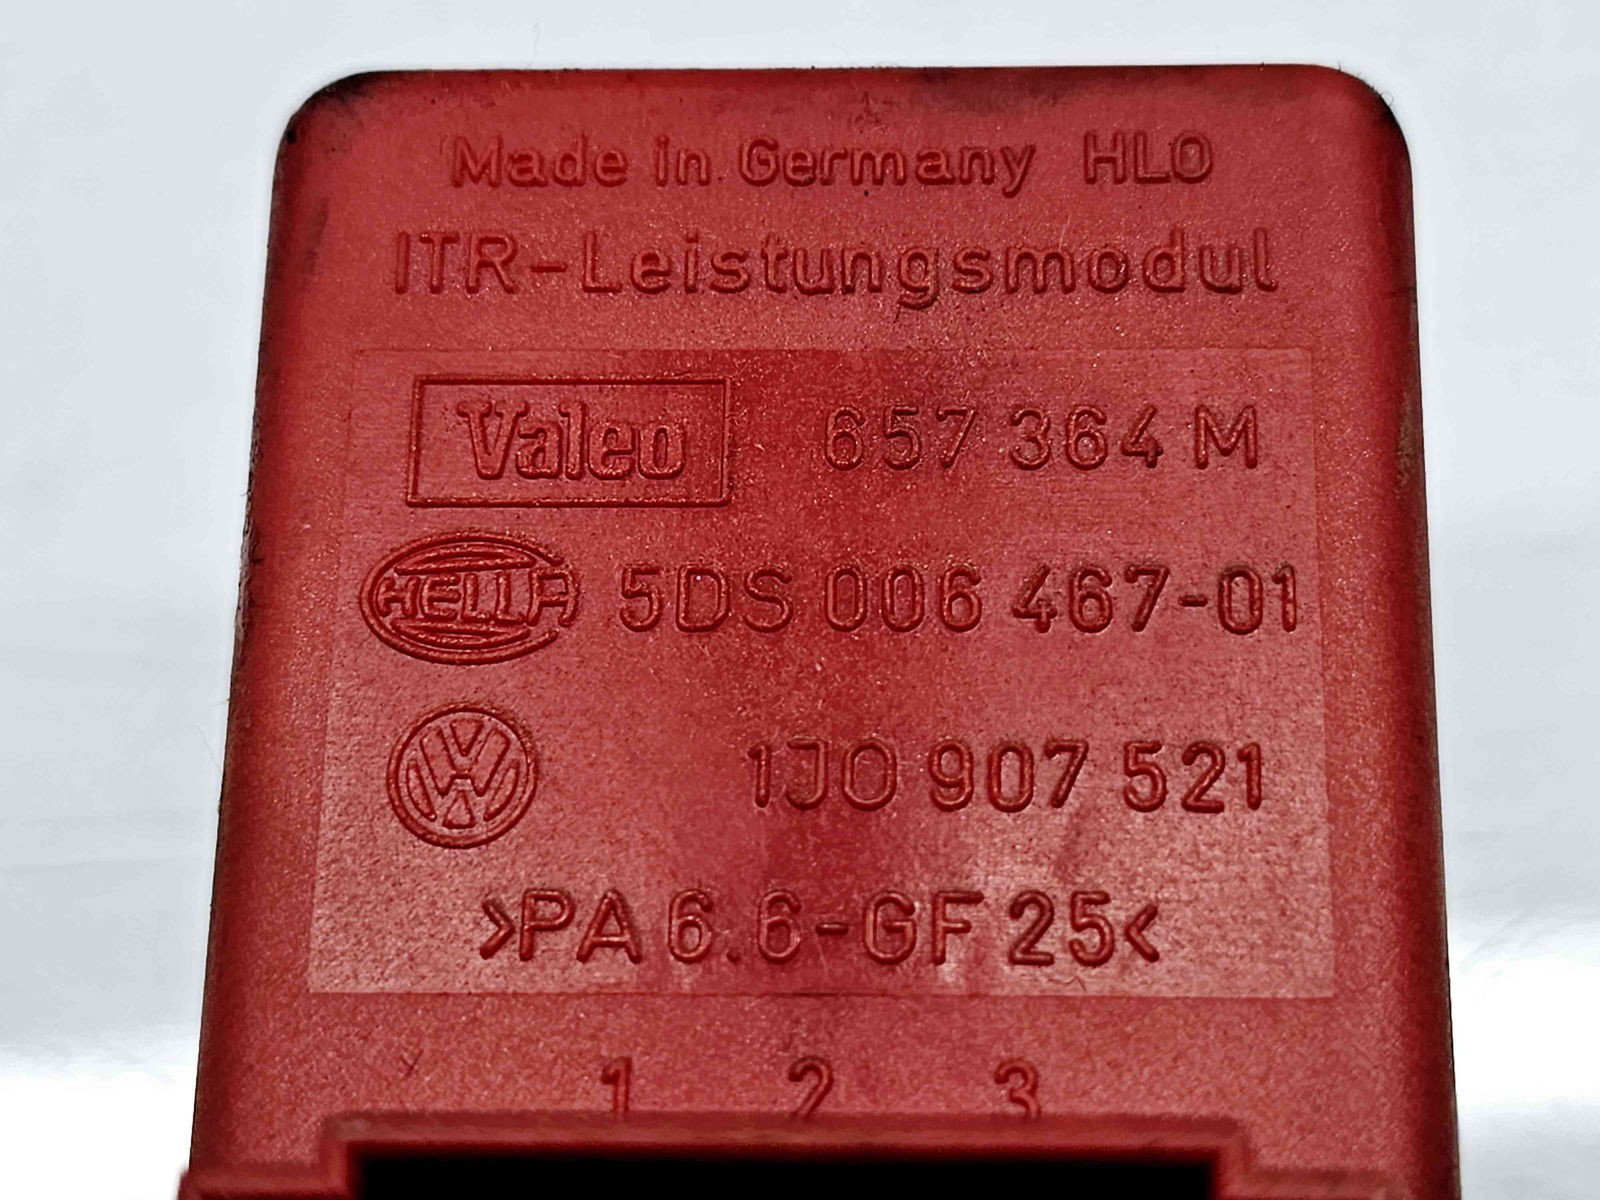 Made in Germany HLO
ITR-Leistungsmodul
Valeo 657 364 M
HELLA 5DS 006 467-01
VW 1J0 907 521
>PA 6.6-GF 25<
1 2 3